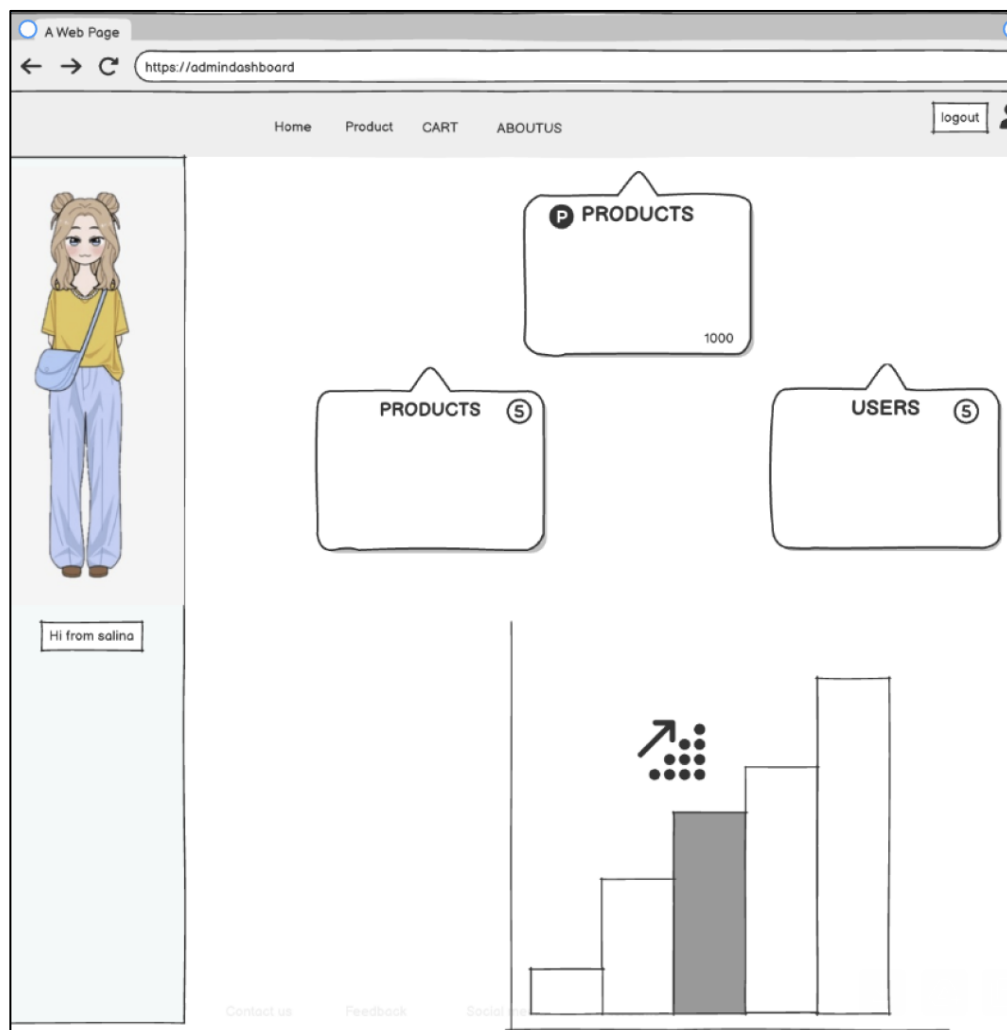 A Web Page
https://admindashboard
Home Product CART ABOUTUS
logout
P PRODUCTS
1000
PRODUCTS 5
USERS 5
Hi from salina
Contact us Feedback Social